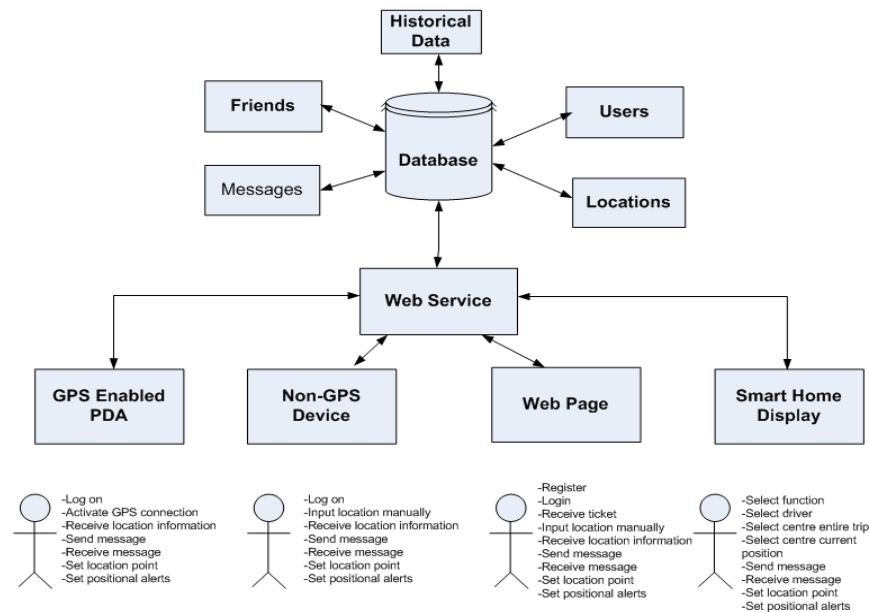 Historical
Data
Friends
Users
Database
Messages
Locations
Web Service
GPS Enabled
PDA
Non-GPS
Device
Web Page
Smart Home
Display
-Log on
-Activate GPS connection
-Receive location information
-Send message
-Receive message
-Set location point
-Set positional alerts
-Log on
-Input location manually
-Receive location information
-Send message
-Receive message
-Set location point
-Set positional alerts
-Register
-Login
-Receive ticket
-Input location manually
-Receive location information
-Send message
-Receive message
-Set location point
-Set positional alerts
-Select function
-Select driver
-Select centre entire trip
-Select centre current
position
-Send message
-Receive message
-Set location point
-Set positional alerts